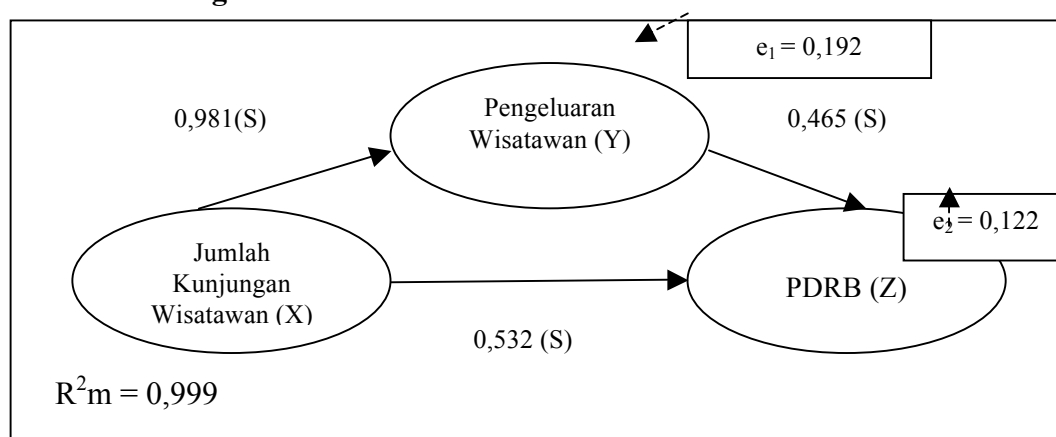 e₁ = 0,192
0,981(S)
Pengeluaran
Wisatawan (Y)
0,465 (S)
e₂ = 0,122
Jumlah
Kunjungan
Wisatawan (X)
PDRB (Z)
0,532 (S)
R²m = 0,999